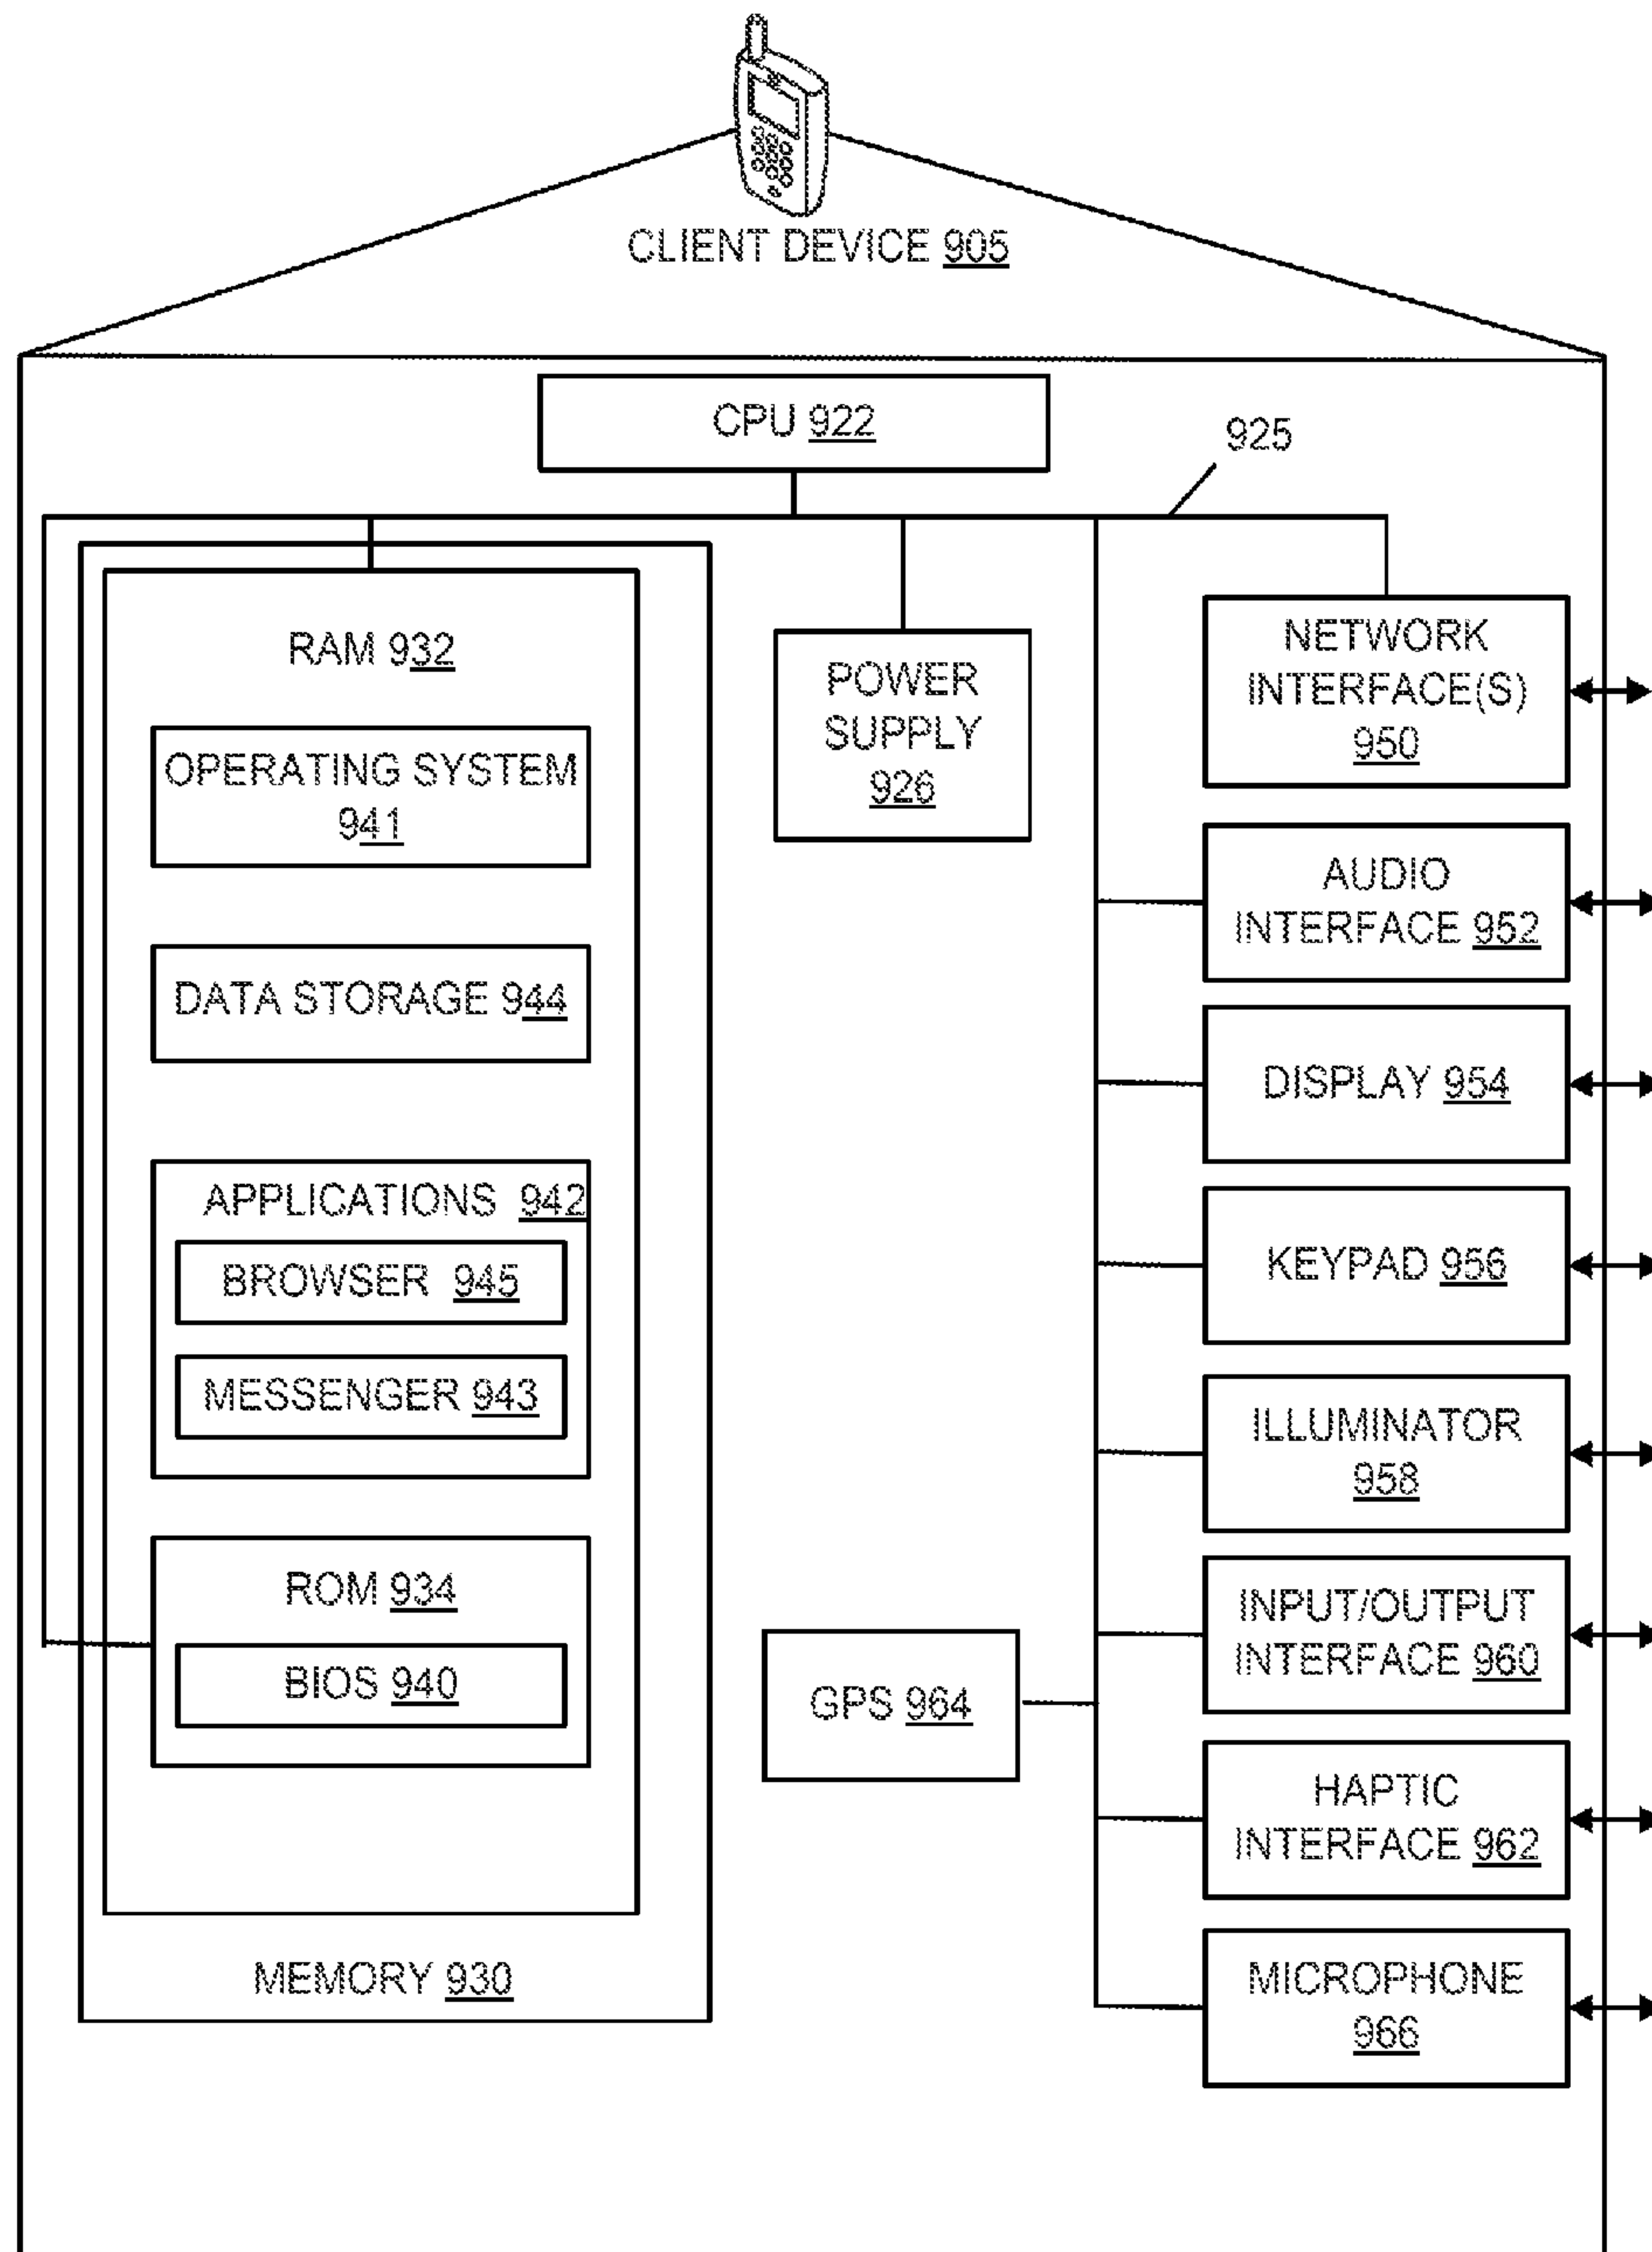 CLIENT DEVICE 905
CPU 922
925
RAM 932
OPERATING SYSTEM
941
DATA STORAGE 944
APPLICATIONS 942
BROWSER 945
MESSENGER 943
ROM 934
BIOS 940
MEMORY 930
POWER
SUPPLY
926
GPS 964
NETWORK
INTERFACE(S)
950
AUDIO
INTERFACE 952
DISPLAY 954
KEYPAD 956
ILLUMINATOR
958
INPUT/OUTPUT
INTERFACE 960
HAPTIC
INTERFACE 962
MICROPHONE
966